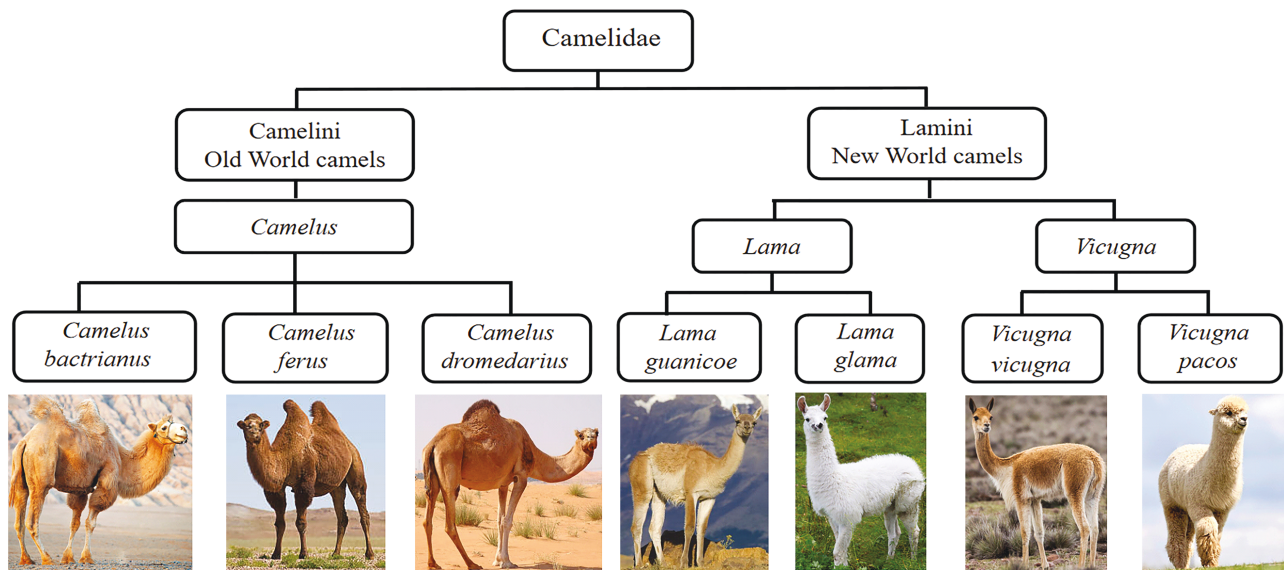 Camelidae
Camelini
Old World camels
Lamini
New World camels
Camelus
Lama
Vicugna
Camelus
bactrianus
Camelus
ferus
Camelus
dromedarius
Lama
guanicoe
Lama
glama
Vicugna
vicugna
Vicugna
pacos